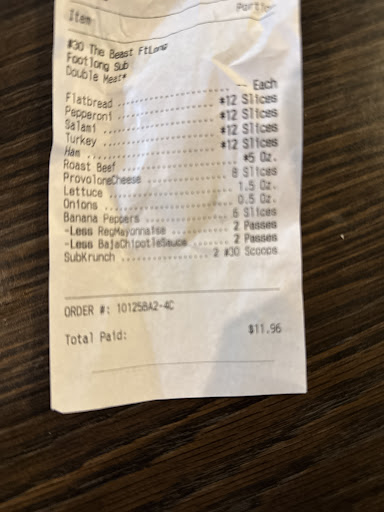 Item Portio
#30 The Beast FtLong
Footlong Sub
Double Meat*
Flatbread .................... -- Each
Pepperoni .................... *12 Slices
Salami .................... *12 Slices
Turkey .................... *12 Slices
Ham .................... *12 Slices
Roast Beef .................... *5 Oz.
ProvoloneCheese .................... 8 Slices
Lettuce .................... 1.5 Oz.
Onions .................... 0.5 Oz.
Banana Peppers .................... 6 Slices
-Less RegMayonnaise .......... 2 Passes
-Less BajaChipotleSauce ...... 2 Passes
SubKrunch .................... 2 #30 Scoops
ORDER #: 101258A2-4C
Total Paid: $11.96